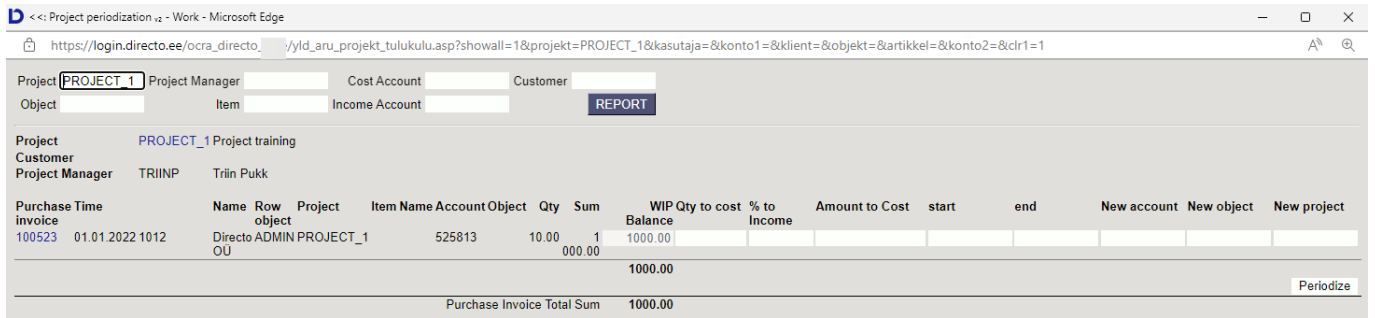 <<: Project periodization v2 - Work - Microsoft Edge
https://login.directo.ee/ocra_directo_ e/yld_aru_projekt_tulukulu.asp?showall=1&projekt=PROJECT_1&kasutaja=&konto1=&klient=&objekt=&artikkel=&konto2=&clr1=1
Project PROJECT_1 Project Manager Cost Account Customer
Object Item Income Account REPORT
Project PROJECT_1 Project training
Customer
Project Manager TRIINP Triin Pukk
Purchase Time Name Row Project Item Name Account Object Qty Sum WIP Qty to cost % to Amount to Cost start end New account New object New project
invoice object Balance Income
100523 01.01.2022 1012 Directo ADMIN PROJECT_1 525813 10.00 1 1000.00
OÜ 000.00
1000.00
Periodize
Purchase Invoice Total Sum 1000.00